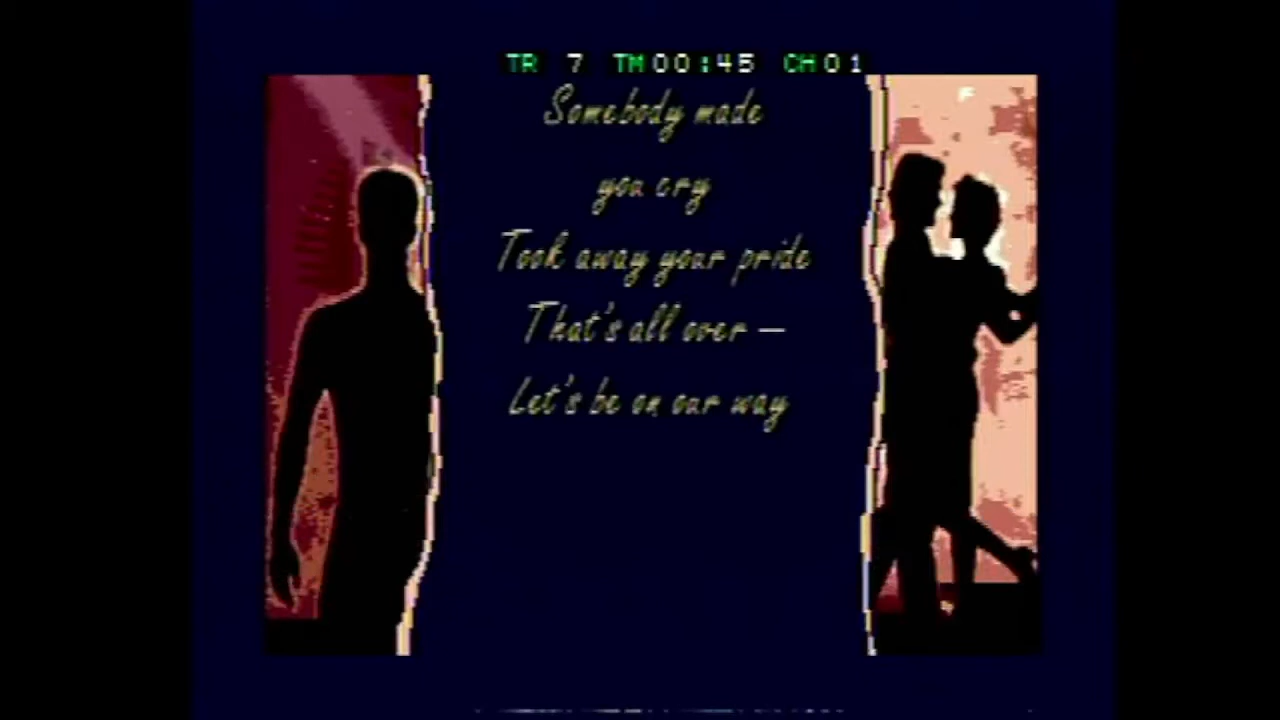 TR 7 TM00:45 CH01
Somebody made
you cry
Took away your pride
That's all over —
Let's be on our way